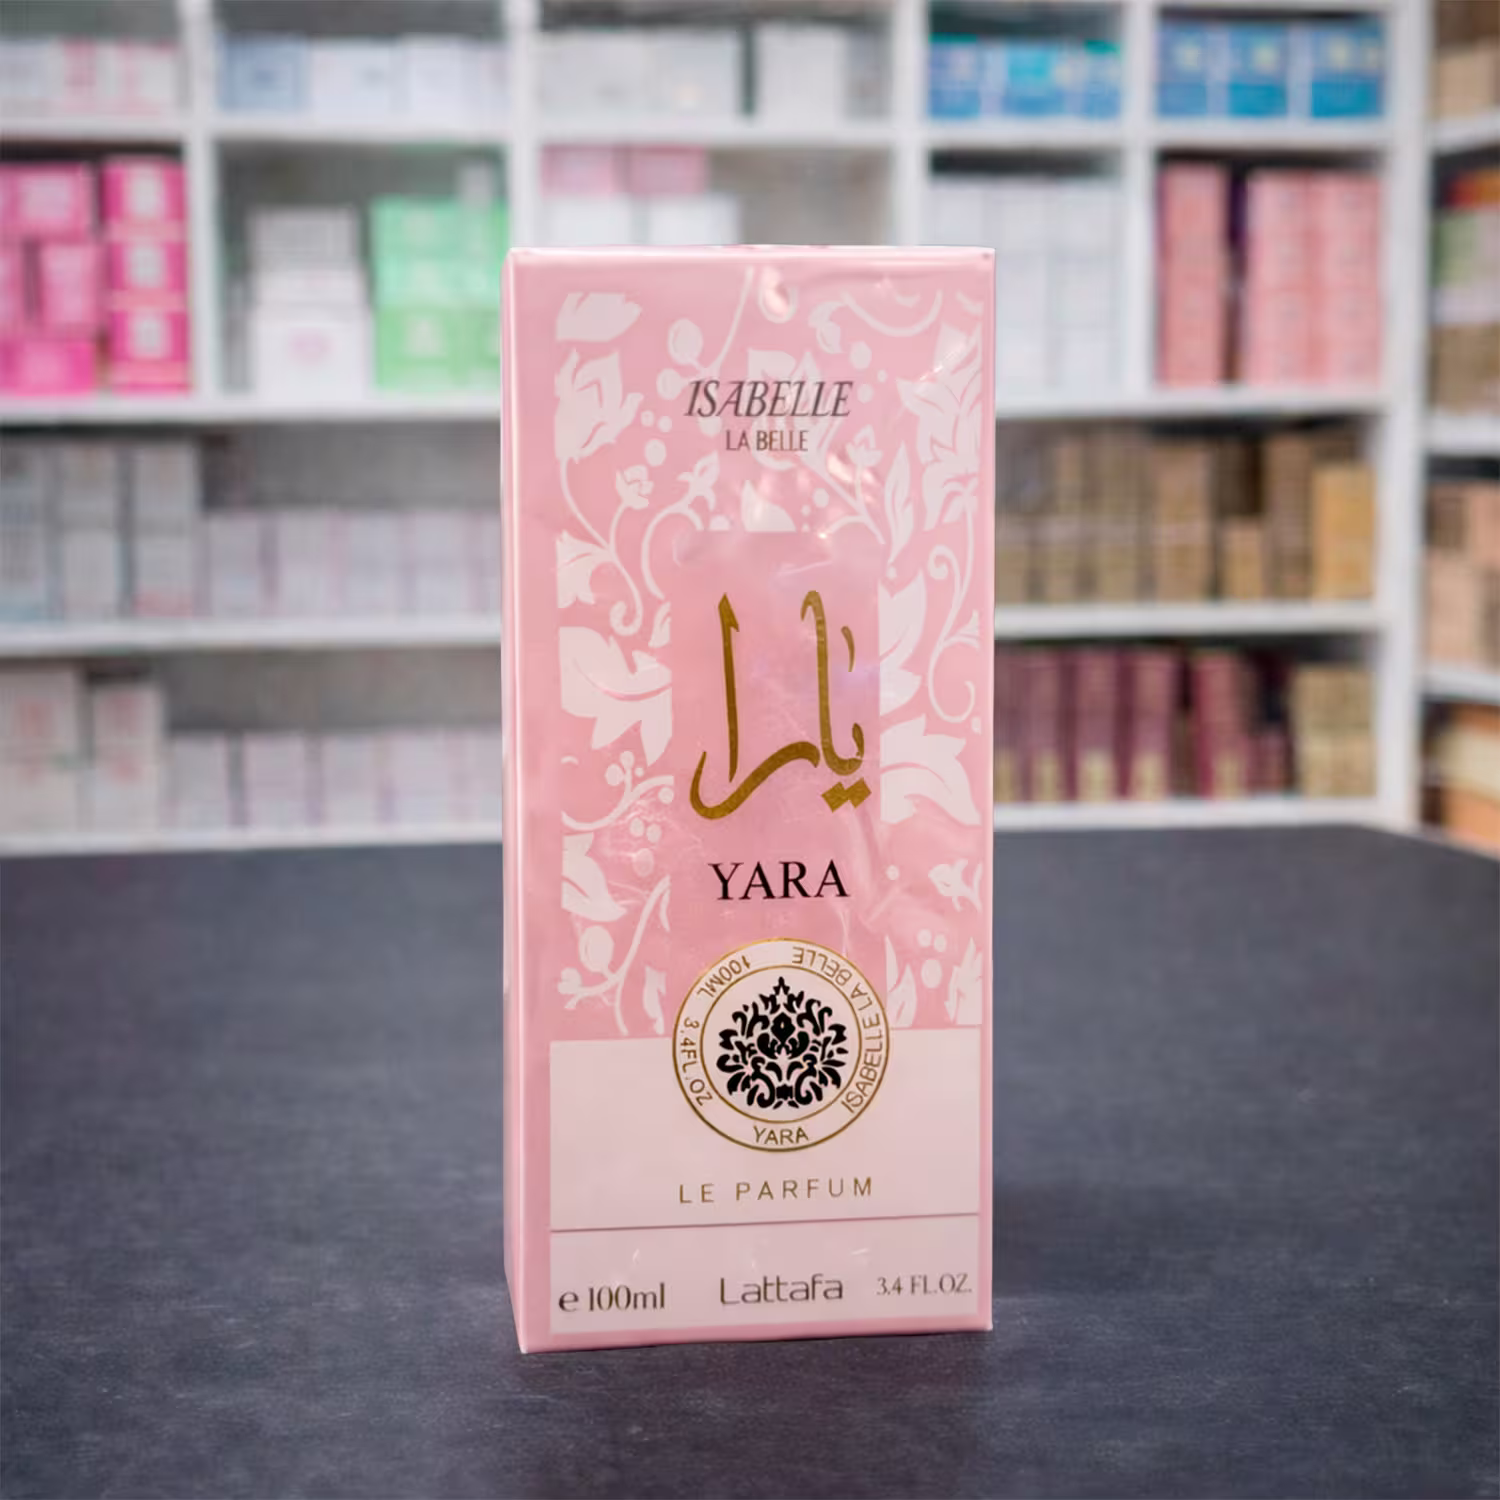 ISABELLE
LA BELLE
يارا
YARA
100ML 3.4FL'OZ YARA ISABELLE LA BELLE
LE PARFUM
e 100ml Lattafa 3.4 FL.OZ.